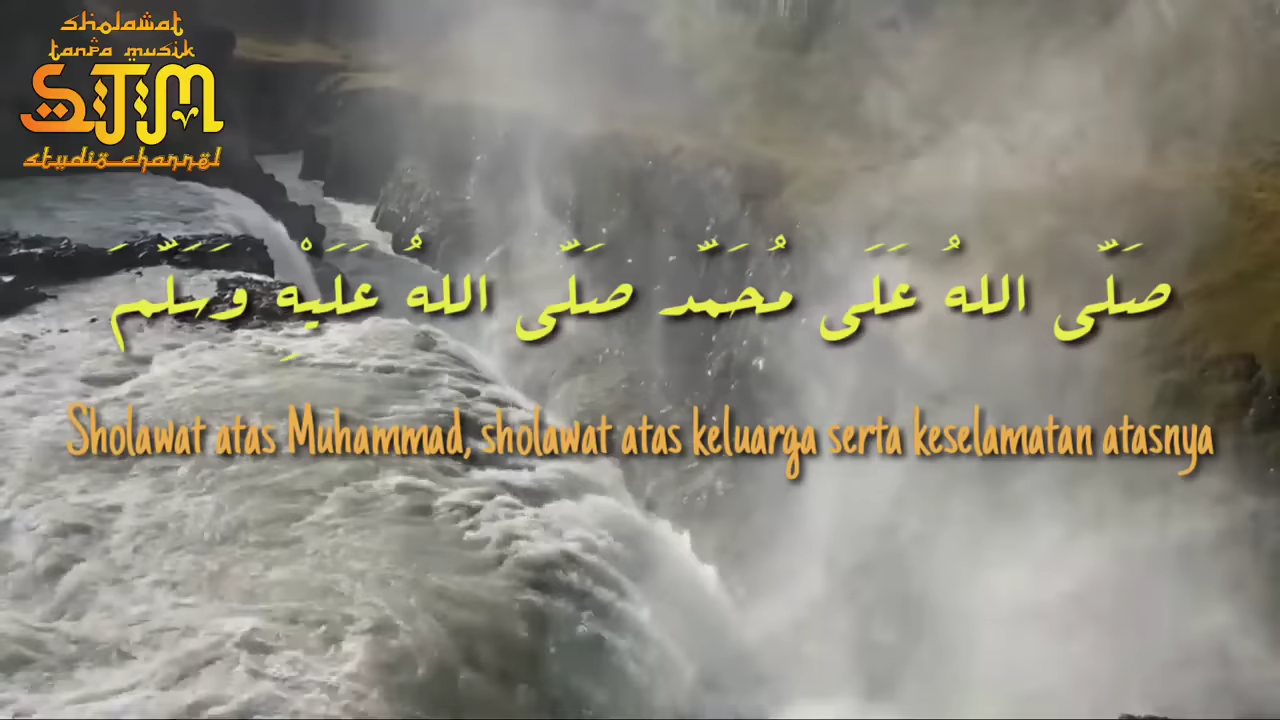 sholawat
tanpa musik
STM
studio channel
صَلَّى اللهُ عَلَى مُحَمَّد صَلَّى اللهُ عَلَيْهِ وَسَلَّمَ
Sholawat atas Muhammad, sholawat atas keluarga serta keselamatan atasnya